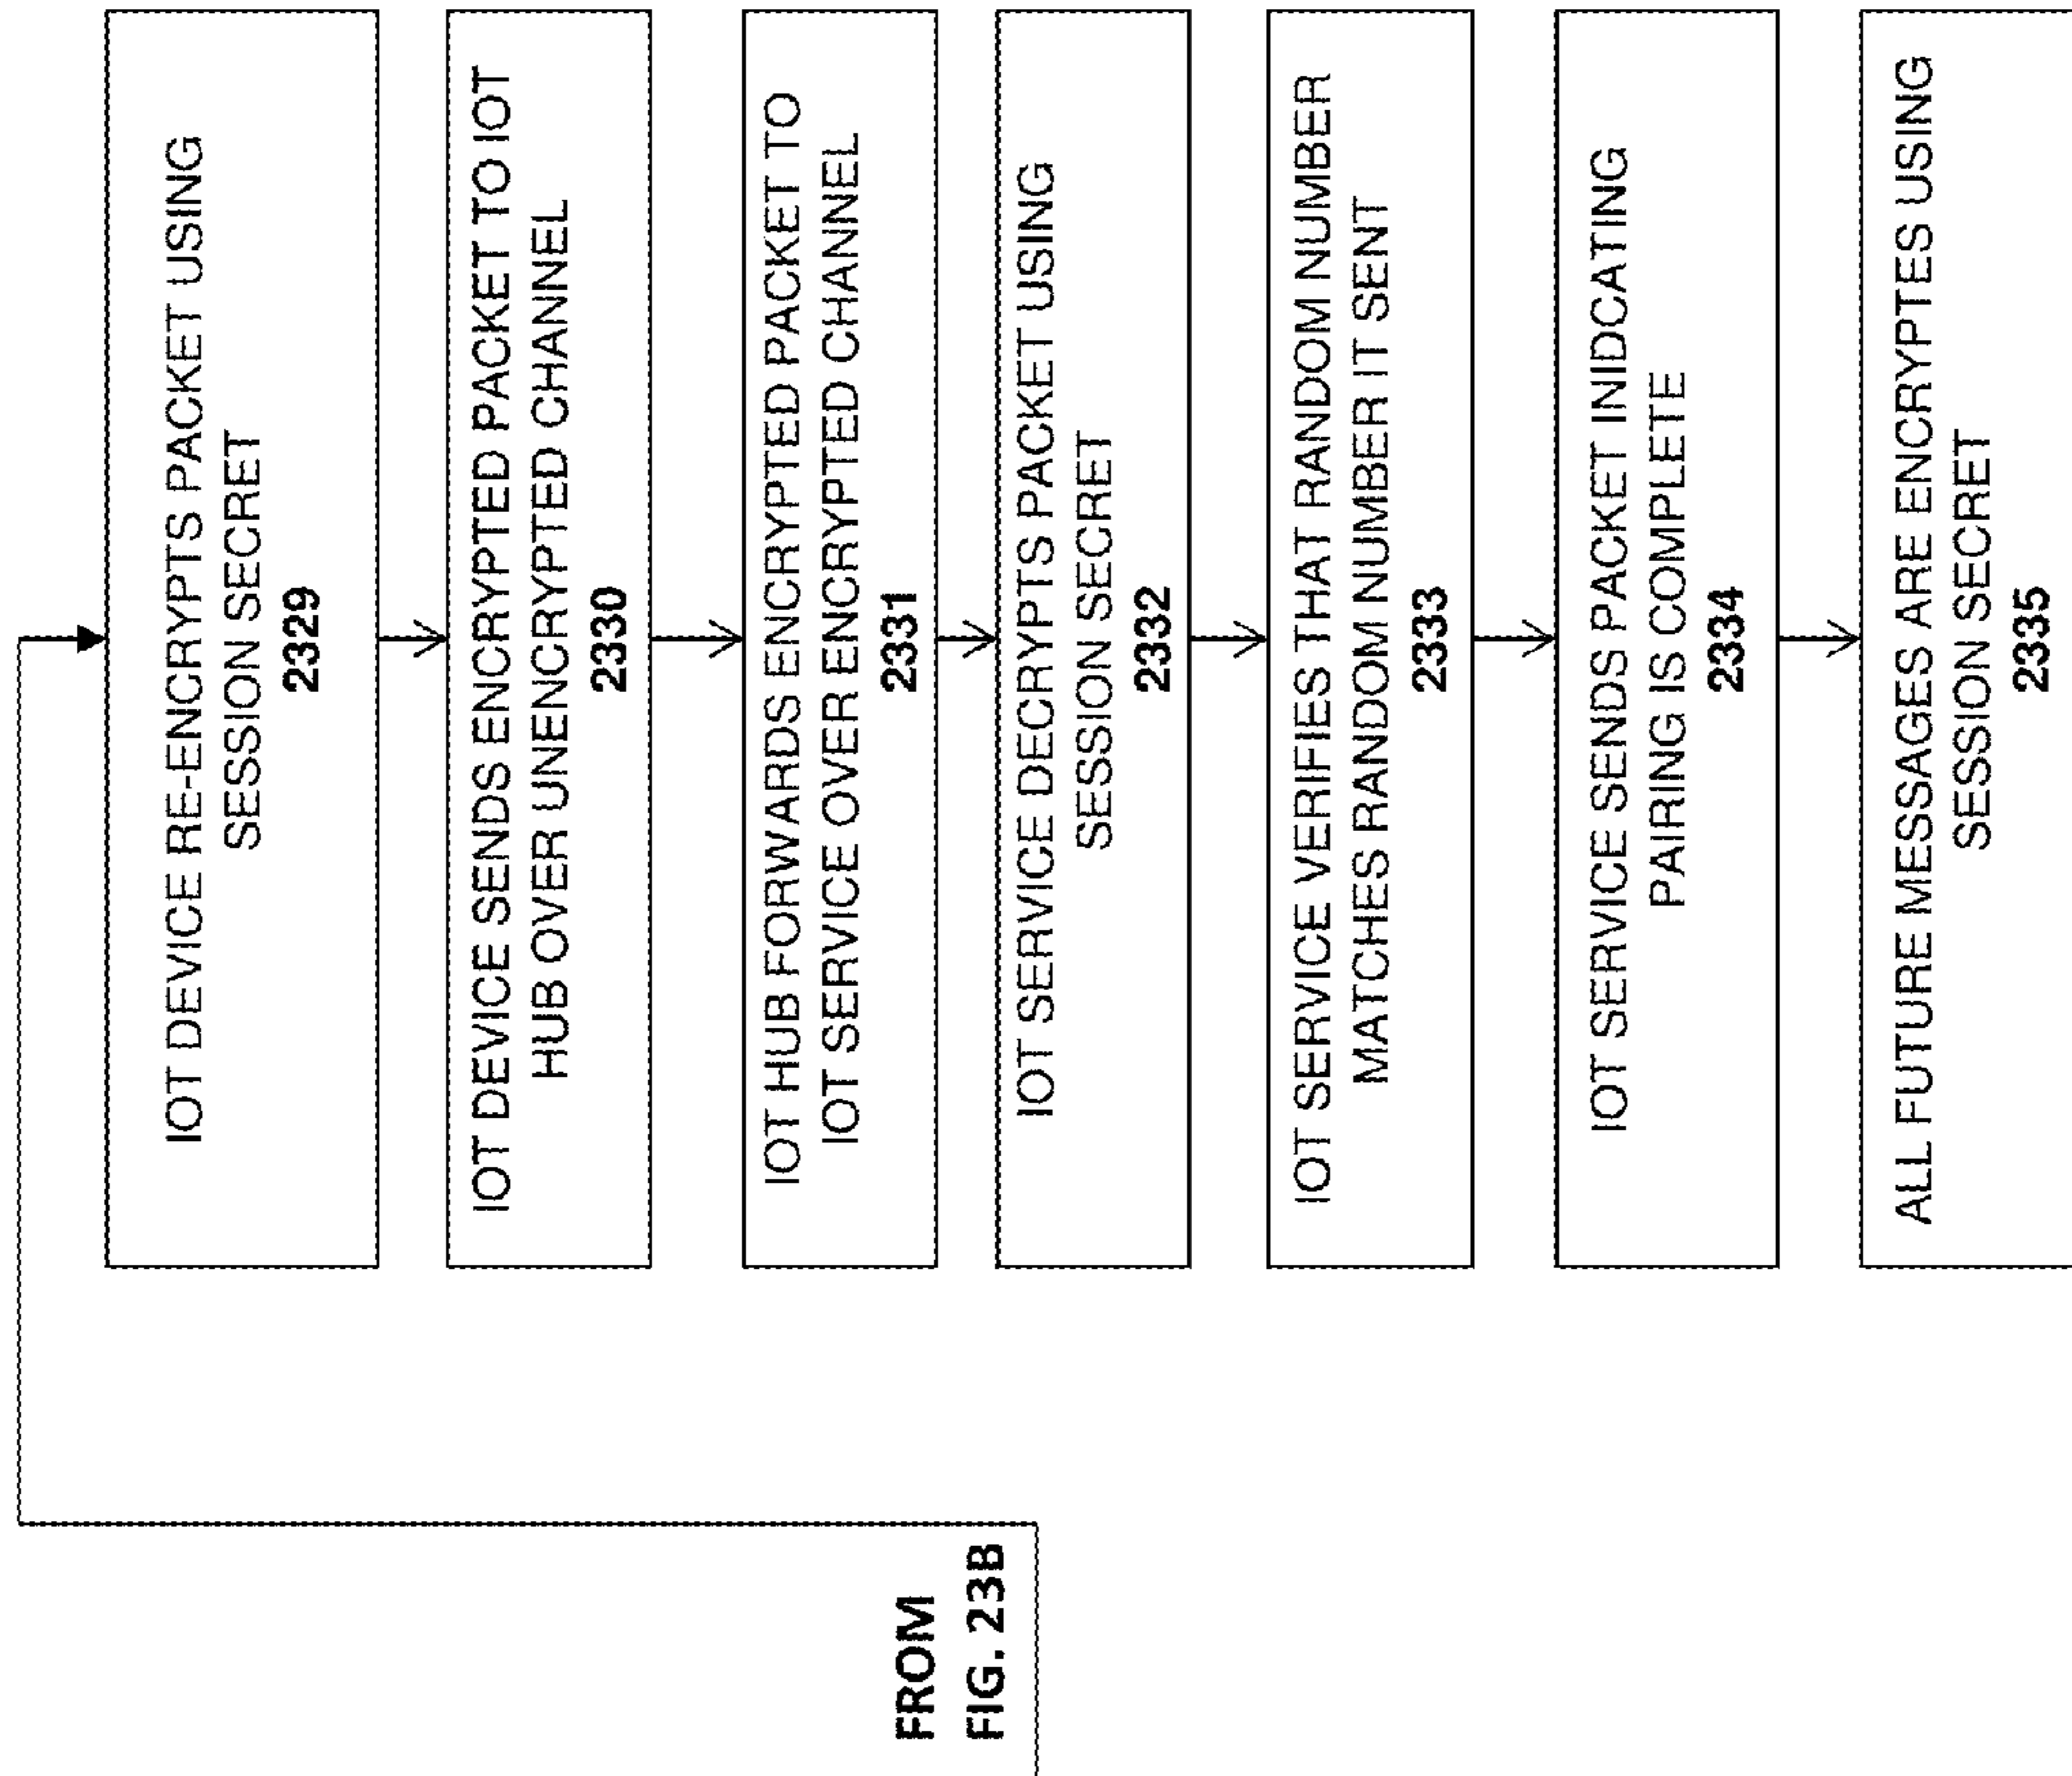 FROM
FIG. 23B
IOT DEVICE RE-ENCRYPTS PACKET USING
SESSION SECRET
2329
IOT DEVICE SENDS ENCRYPTED PACKET TO IOT
HUB OVER UNENCRYPTED CHANNEL
2330
IOT HUB FORWARDS ENCRYPTED PACKET TO
IOT SERVICE OVER ENCRYPTED CHANNEL
2331
IOT SERVICE DECRYPTS PACKET USING
SESSION SECRET
2332
IOT SERVICE VERIFIES THAT RANDOM NUMBER
MATCHES RANDOM NUMBER IT SENT
2333
IOT SERVICE SENDS PACKET INIDCATING
PAIRING IS COMPLETE
2334
ALL FUTURE MESSAGES ARE ENCRYPTES USING
SESSION SECRET
2335